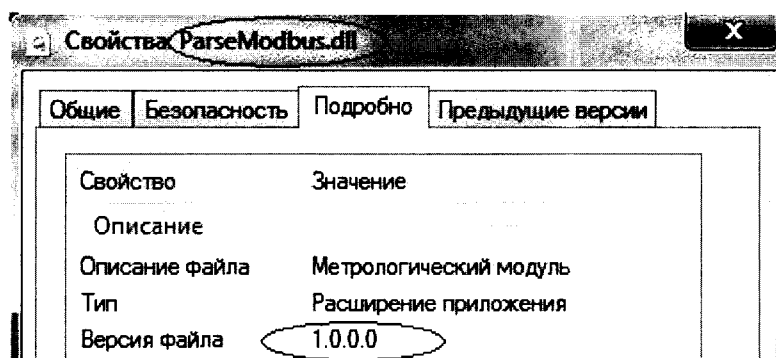 Свойства: ParseModbus.dll
X
Общие Безопасность Подробно Предыдущие версии
Свойство Значение
Описание
Описание файла Метрологический модуль
Тип Расширение приложения
Версия файла 1.0.0.0